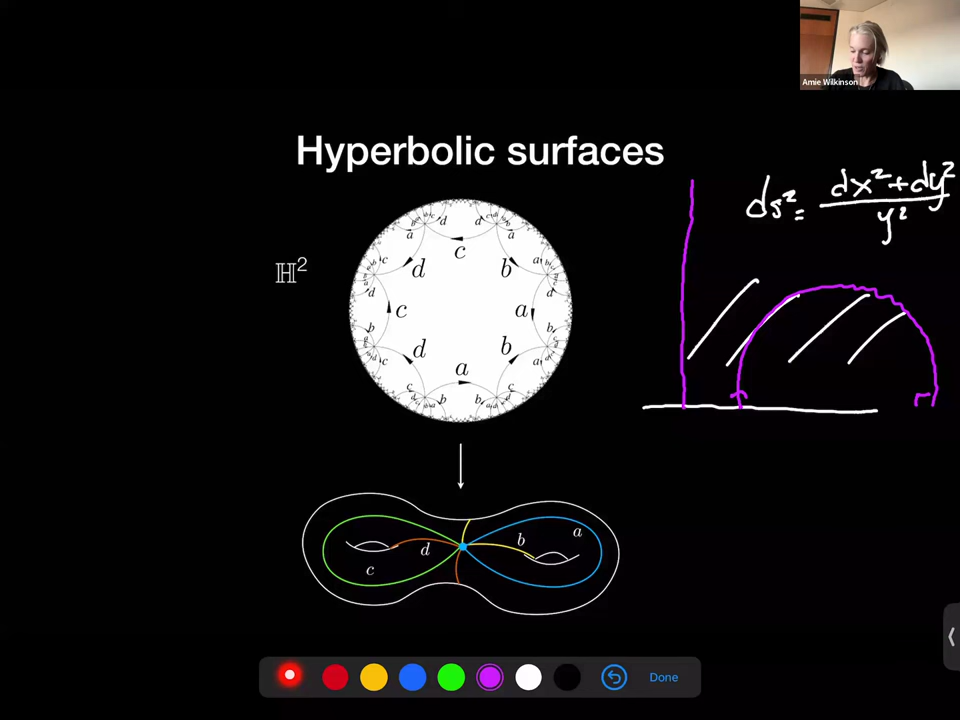 Amie Wilkinson
Hyperbolic surfaces
ds² = dx²+dy² / y²
ℍ²
c
d b
c a
d b
a
a
b
d
c
Done